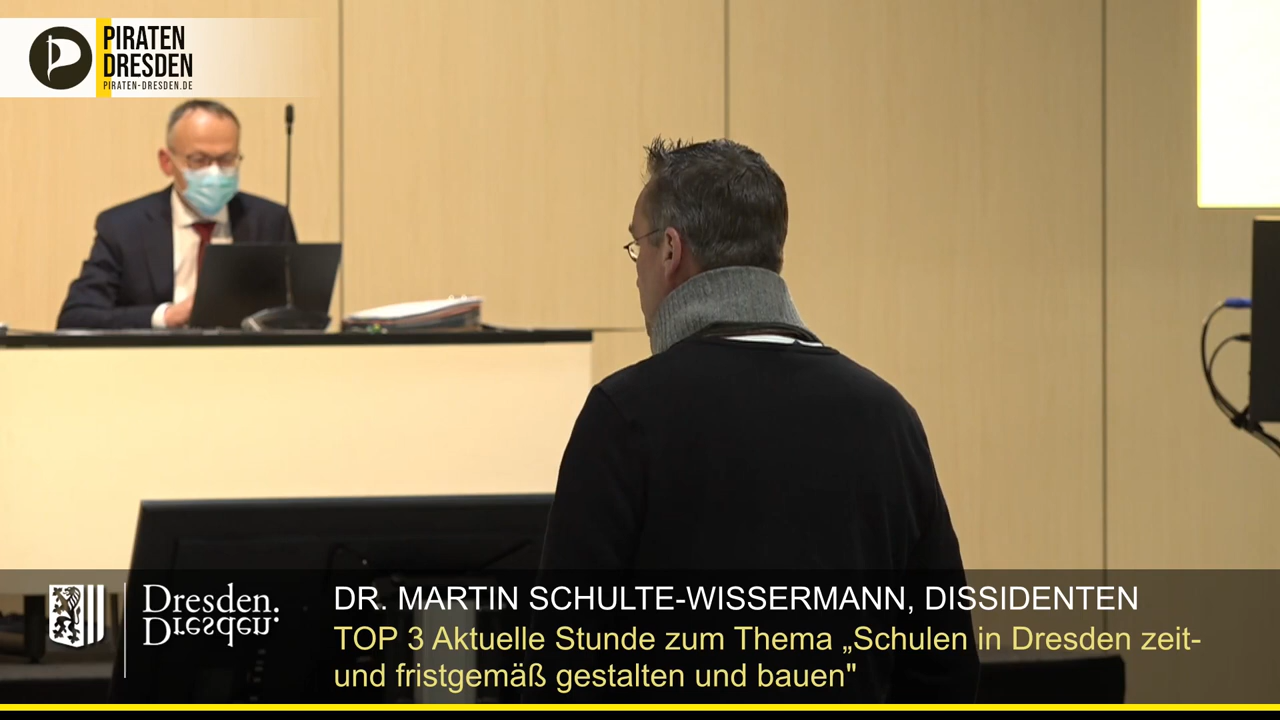 PIRATEN
DRESDEN
PIRATEN-DRESDEN.DE
Dresden.
Dresden.
DR. MARTIN SCHULTE-WISSERMANN, DISSIDENTEN
TOP 3 Aktuelle Stunde zum Thema „Schulen in Dresden zeit-
und fristgemäß gestalten und bauen"